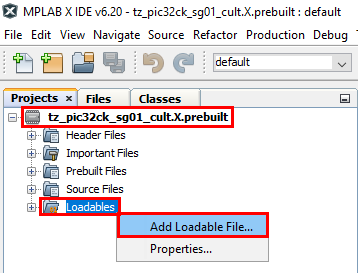 MPLAB X IDE v6.20 - tz_pic32ck_sg01_cult.X.prebuilt : default
File Edit View Navigate Source Refactor Production Debug
default
Projects × Files Classes
tz_pic32ck_sg01_cult.X.prebuilt
Header Files
Important Files
Prebuilt Files
Source Files
Loadables
Add Loadable File...
Properties...